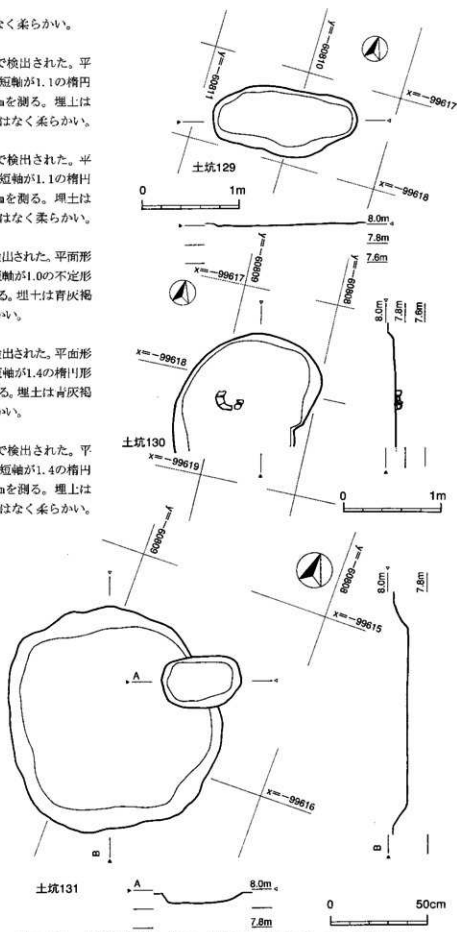 なく柔らかい。
で検出された。平
短軸が1.1の楕円
mを測る。埋土は
はなく柔らかい。
で検出された。平
短軸が1.1の楕円
mを測る。埋土は
はなく柔らかい。
検出された。平面形
短軸が1.0の不定形
る。埋土は青灰褐
かい。
検出された。平面形
短軸が1.4の楕円形
る。埋土は青灰褐
かい。
で検出された。平
短軸が1.4の楕円
mを測る。埋土は
はなく柔らかい。
y=-60811
y=-60810
x=-99617
x=-99618
土坑129
0 1m
8.0m
7.8m
7.6m
x=-99617
y=-60809
y=-60808
8.0m
7.8m
7.6m
x=-99618
土坑130
x=-99619
0 1m
y=-60809
y=-60808
8.0m
7.8m
x=-99615
A
x=-99616
B
B
土坑131
A
8.0m
7.8m
0 50cm